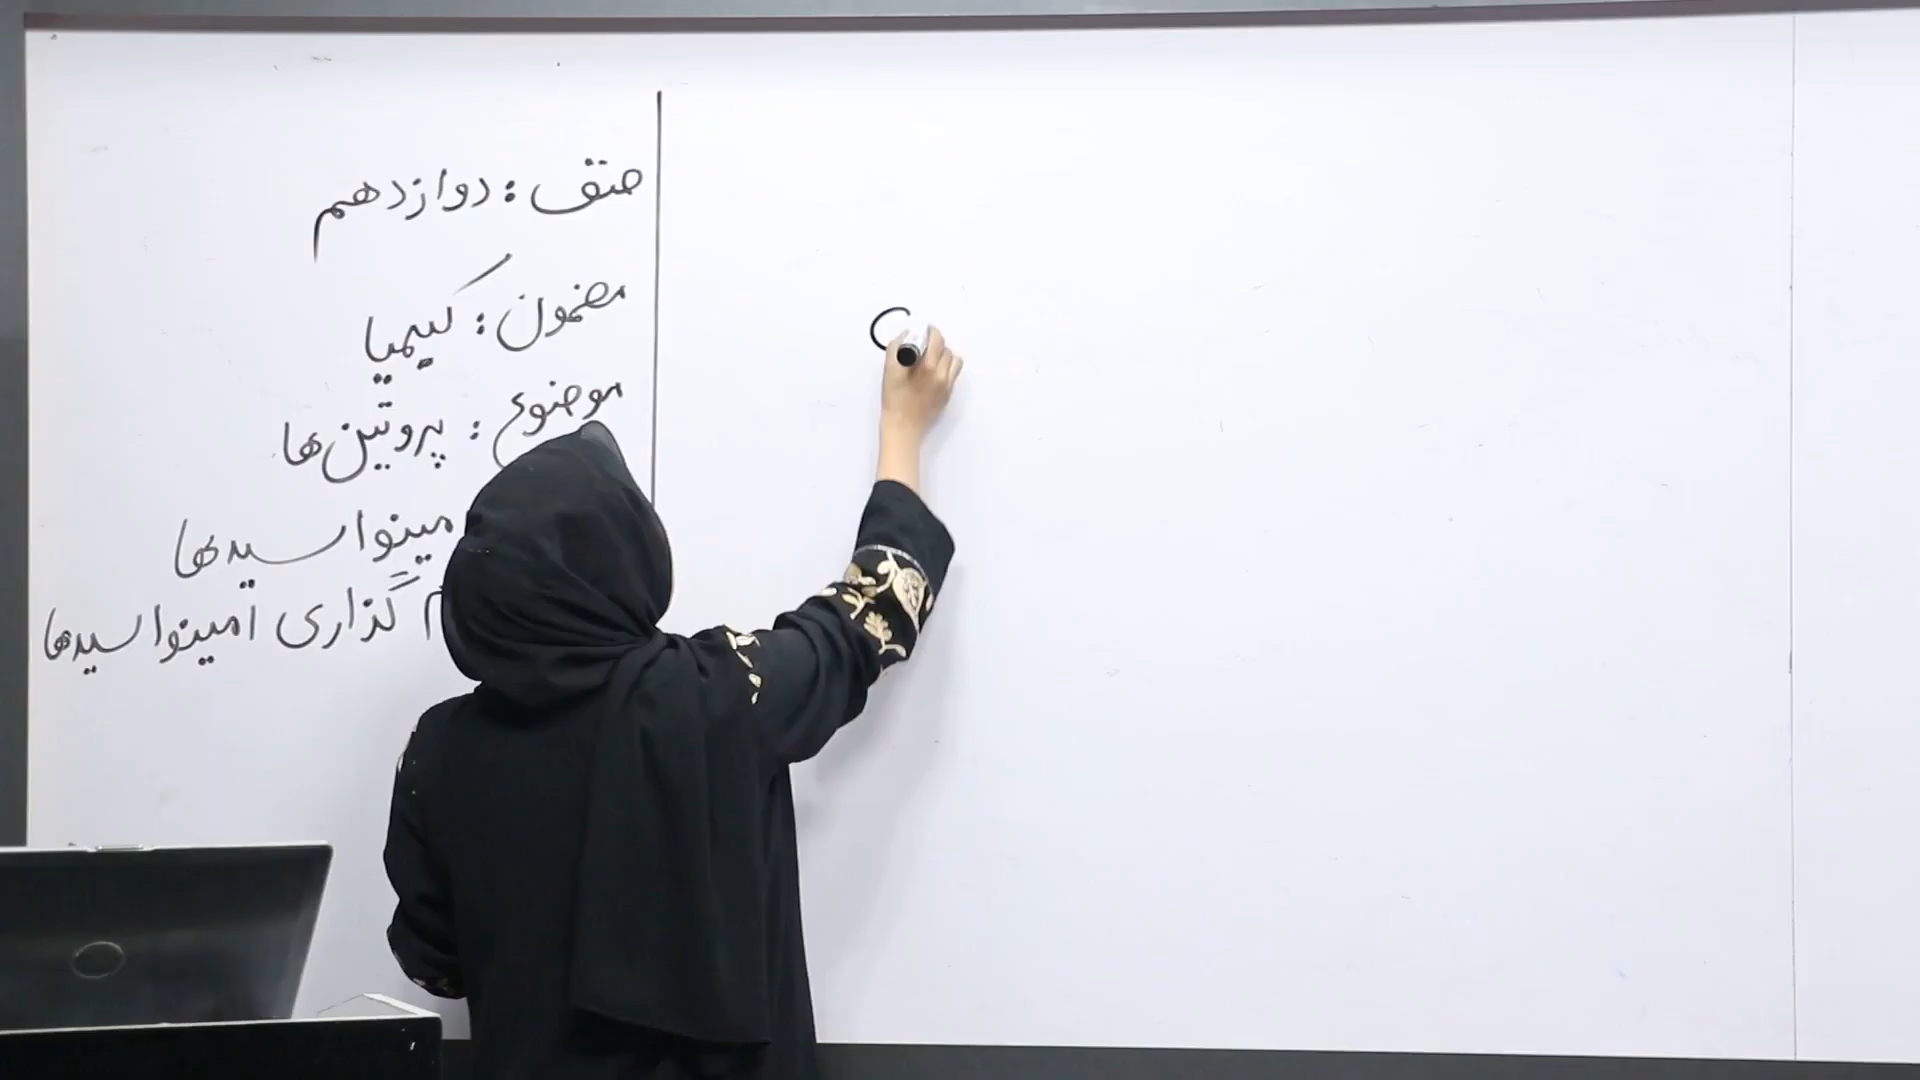 صنف : دوازدهم
مضمون : کیمیا
موضوع : پروتین‌ها
مینواسیدها
م گذاری امینواسیدها
C